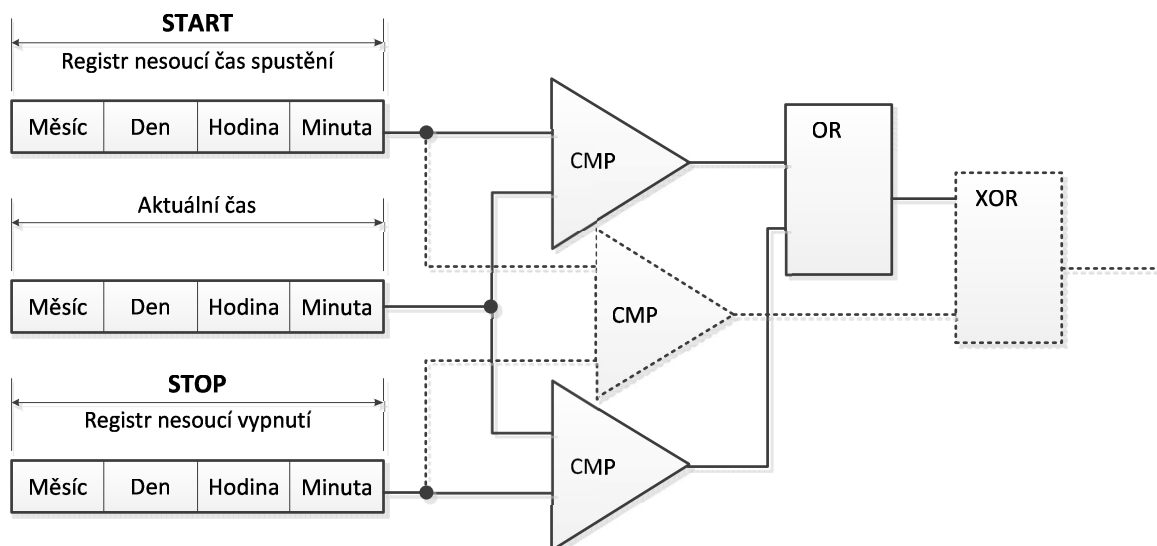 START
Registr nesoucí čas spustění
Měsíc Den Hodina Minuta
Aktuální čas
Měsíc Den Hodina Minuta
STOP
Registr nesoucí vypnutí
Měsíc Den Hodina Minuta
CMP
CMP
CMP
OR
XOR